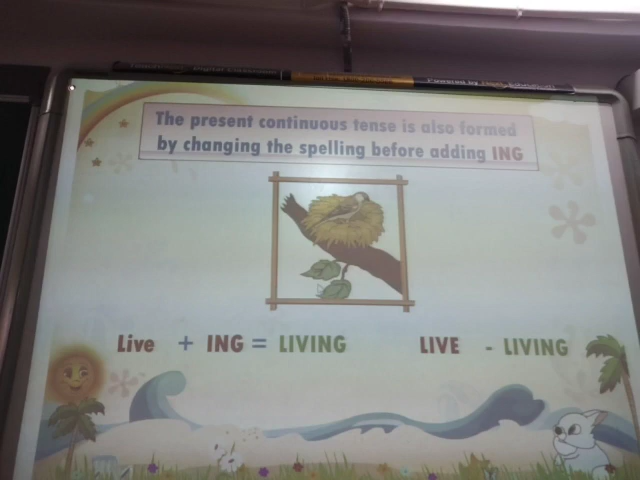 The present continuous tense is also formed
by changing the spelling before adding ING
Live + ING = LIVING LIVE - LIVING